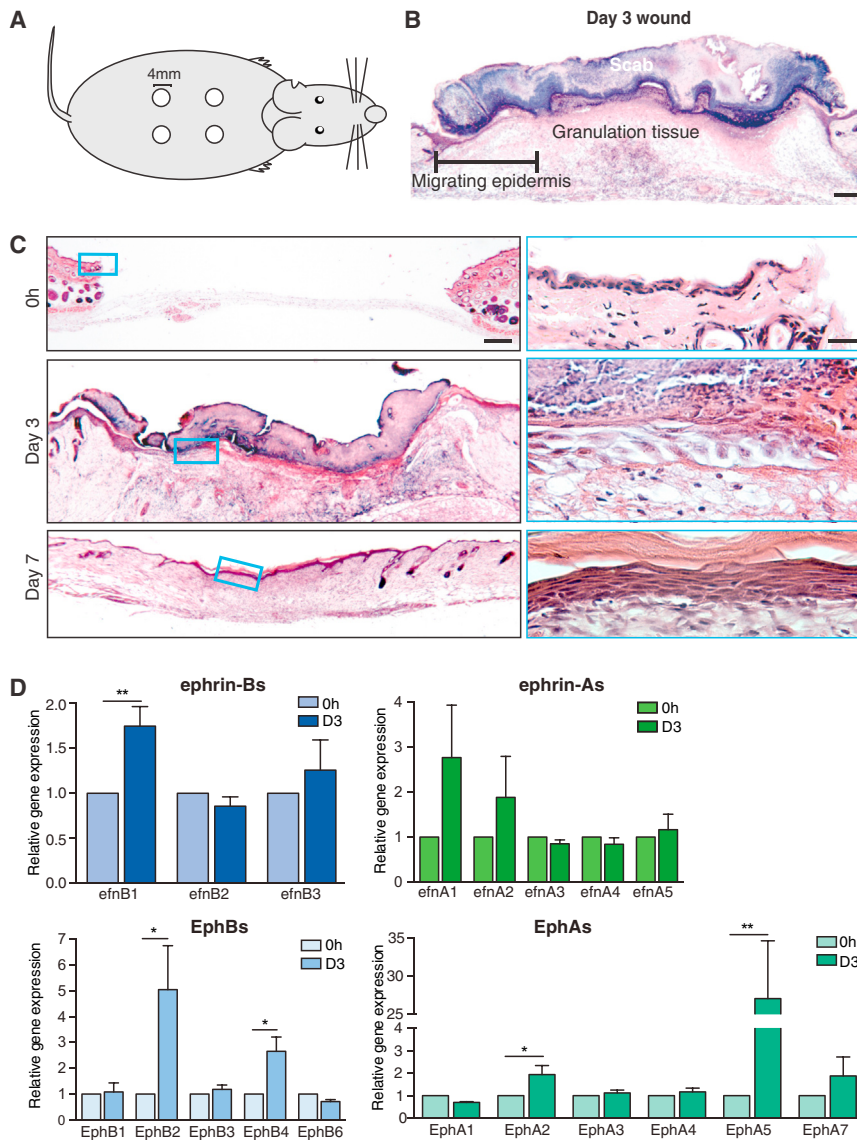 A
4mm
B
Day 3 wound
Scab
Granulation tissue
Migrating epidermis
C
0h
Day 3
Day 7
D
ephrin-Bs
Relative gene expression
2.0
1.5
1.0
0.5
0.0
**
0h
D3
efnB1 efnB2 efnB3
ephrin-As
Relative gene expression
4
3
2
1
0
0h
D3
efnA1 efnA2 efnA3 efnA4 efnA5
EphBs
Relative gene expression
7
6
5
4
3
2
1
0
*
*
0h
D3
EphB1 EphB2 EphB3 EphB4 EphB6
EphAs
Relative gene expression
35
25
4
3
2
1
0
*
**
0h
D3
EphA1 EphA2 EphA3 EphA4 EphA5 EphA7